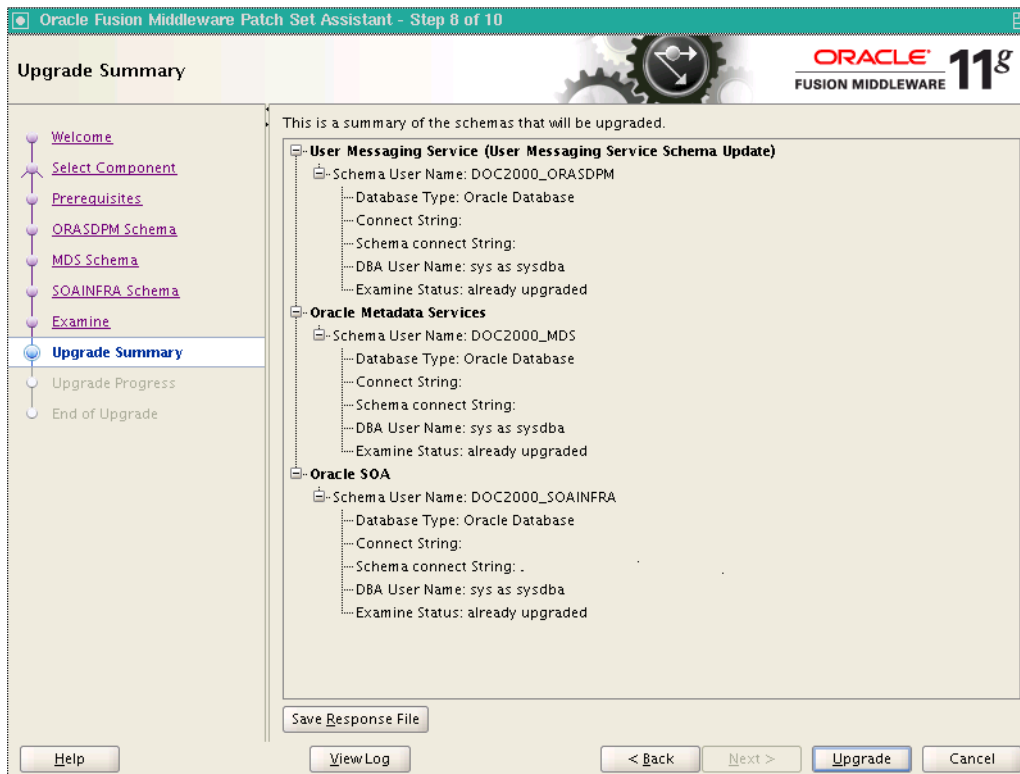 Oracle Fusion Middleware Patch Set Assistant - Step 8 of 10
Upgrade Summary
ORACLE
FUSION MIDDLEWARE 11g
Welcome
Select Component
Prerequisites
ORASDPM Schema
MDS Schema
SOAINFRA Schema
Examine
Upgrade Summary
Upgrade Progress
End of Upgrade
This is a summary of the schemas that will be upgraded.
User Messaging Service (User Messaging Service Schema Update)
Schema User Name: DOC2000_ORASDPM
Database Type: Oracle Database
Connect String:
Schema connect String:
DBA User Name: sys as sysdba
Examine Status: already upgraded
Oracle Metadata Services
Schema User Name: DOC2000_MDS
Database Type: Oracle Database
Connect String:
Schema connect String:
DBA User Name: sys as sysdba
Examine Status: already upgraded
Oracle SOA
Schema User Name: DOC2000_SOAINFRA
Database Type: Oracle Database
Connect String:
Schema connect String: .
DBA User Name: sys as sysdba
Examine Status: already upgraded
Save Response File
Help
View Log
< Back
Next >
Upgrade
Cancel